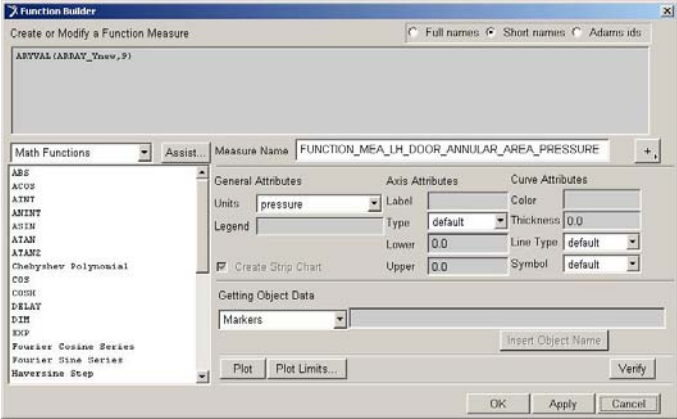 Function Builder
Create or Modify a Function Measure
Full names Short names Adams ids
ARYVAL(ARRAY_Ynew,9)
Math Functions Assist... Measure Name FUNCTION_MEA_LH_DOOR_ANNULAR_AREA_PRESSURE +
ABS
ACOS
AINT
ANINT
ASIN
ATAN
ATAN2
Chebyshev Polynomial
COS
COSH
DELAY
DIM
EXP
Fourier Cosine Series
Fourier Sine Series
Haversine Step
General Attributes Axis Attributes Curve Attributes
Units pressure Label Color
Legend Type default Thickness 0.0
Lower 0.0 Line Type default
Create Strip Chart Upper 0.0 Symbol default
Getting Object Data
Markers
Insert Object Name
Plot Plot Limits... Verify
OK Apply Cancel